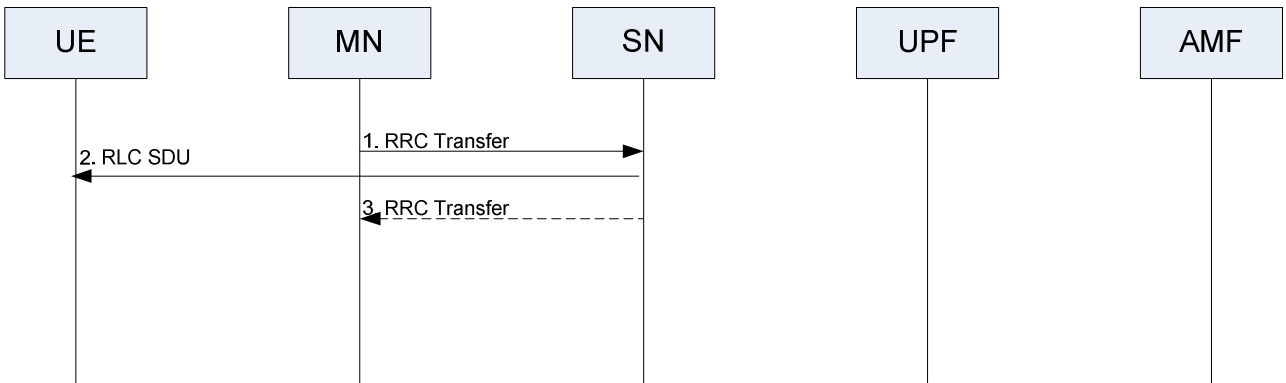 UE
MN
SN
UPF
AMF
1. RRC Transfer
2. RLC SDU
3. RRC Transfer